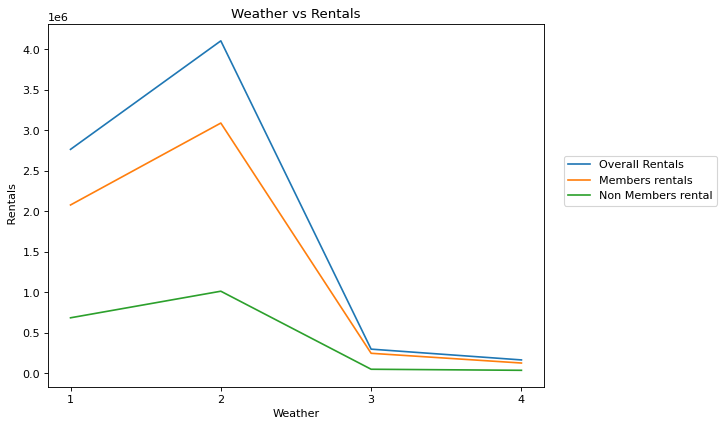 Weather vs Rentals
1e6
4.0
3.5
3.0
2.5
2.0
1.5
1.0
0.5
0.0
Rentals
1 2 3 4
Weather
Overall Rentals
Members rentals
Non Members rental